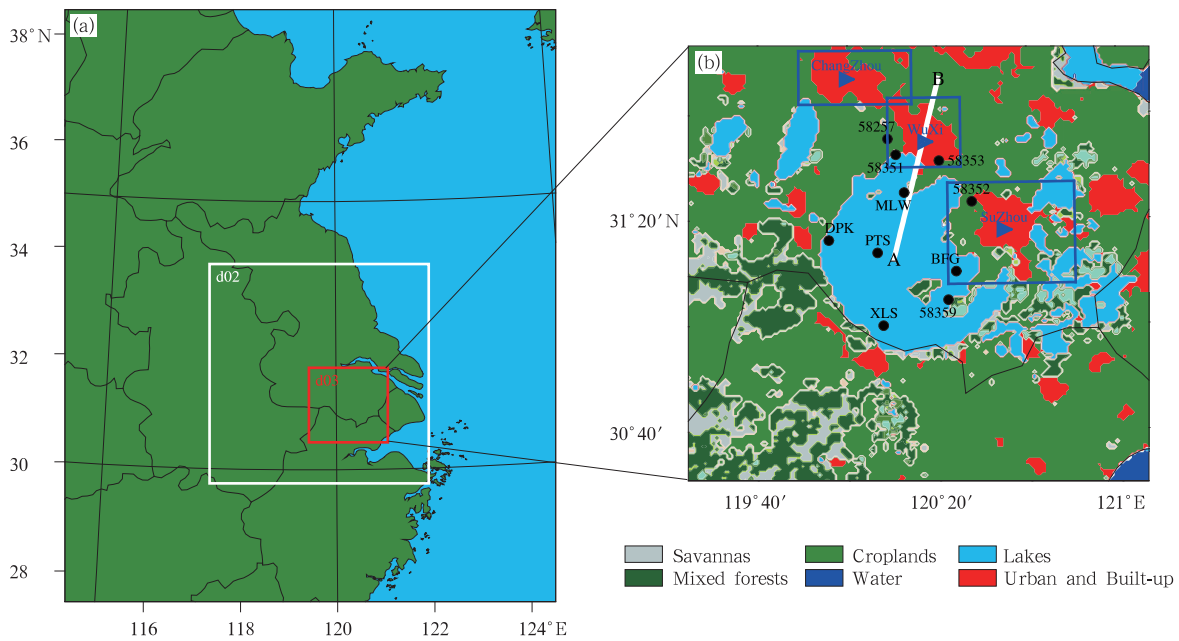 (a)
38°N
36
34
32
30
28
116
118
120
122
124°E
d02
d03
(b)
ChangZhou
B
WuXi
58257
58351
58353
MLW
58352
SuZhou
DPK
PTS
A
BFG
XLS
58359
31°20′N
30°40′
119°40′
120°20′
121°E
Savannas
Croplands
Lakes
Mixed forests
Water
Urban and Built-up